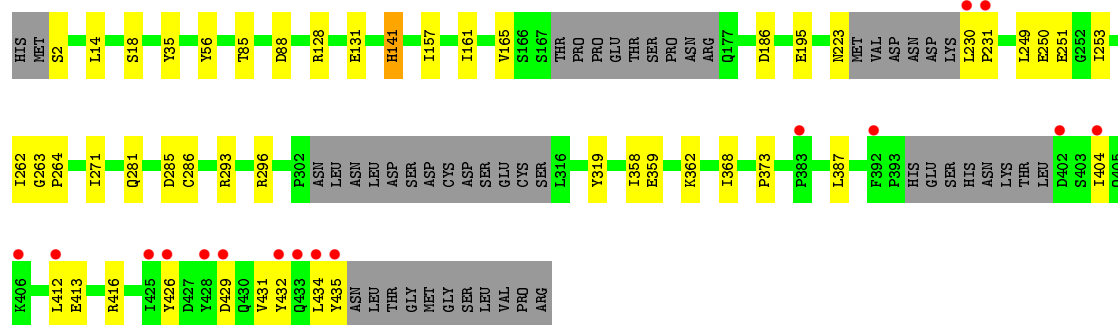 HIS MET S2 L14 S18 Y35 Y56 T85 D88 R128 E131 H141 I157 I161 V165 S166 S167 THR PRO PRO GLU THR SER PRO ASN ARG Q177 D186 E195 N223 MET VAL ASP ASN ASP LYS L230 P231 L249 E250 E251 G252 I253
I262 G263 P264 I271 Q281 D285 C286 R293 R296 P302 ASN LEU ASN LEU ASP SER ASP CYS ASP SER GLU CYS SER L316 Y319 I358 E359 K362 I368 P373 P383 L387 F392 P393 HIS GLU SER HIS ASN LYS THR LEU D402 S403 I404 Q405
K406 L412 E413 R416 I425 Y426 D427 Y428 D429 Q430 V431 Y432 Q433 L434 Y435 ASN LEU THR GLY MET GLY SER LEU VAL PRO ARG